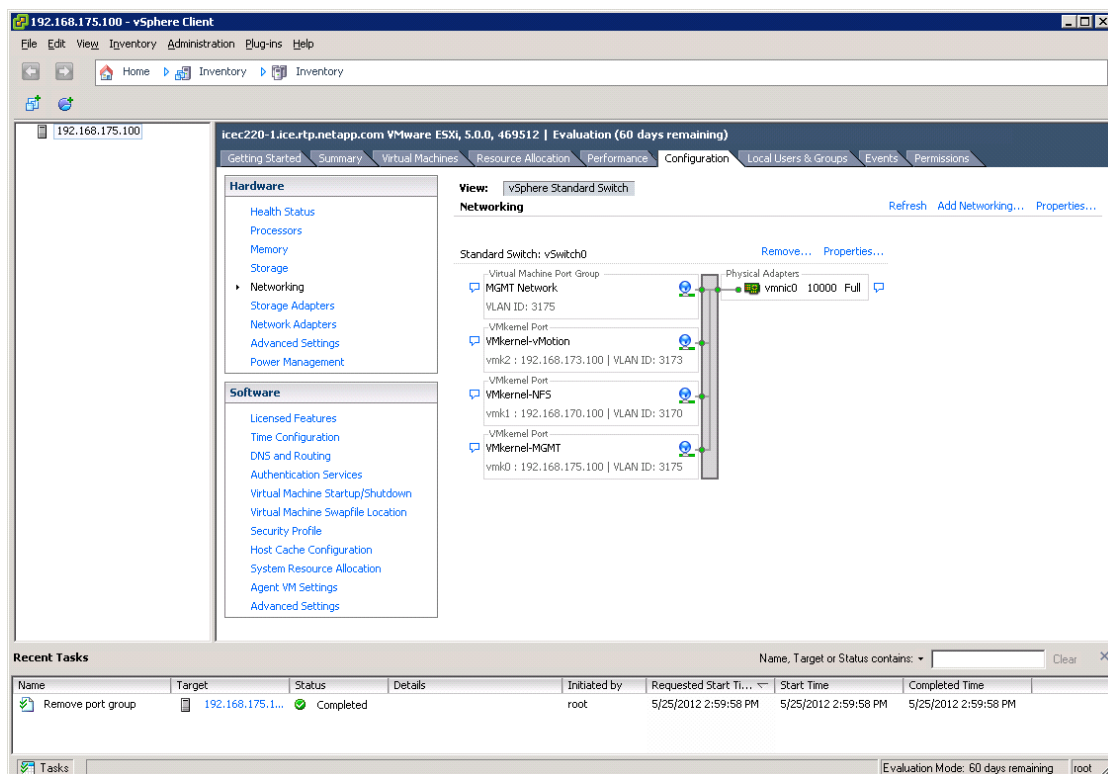 192.168.175.100 - vSphere Client
File Edit View Inventory Administration Plug-ins Help
Home Inventory Inventory
192.168.175.100
icec220-1.ice.rtp.netapp.com VMware ESXi, 5.0.0, 469512 | Evaluation (60 days remaining)
Getting Started Summary Virtual Machines Resource Allocation Performance Configuration Local Users & Groups Events Permissions
Hardware
Health Status
Processors
Memory
Storage
Networking
Storage Adapters
Network Adapters
Advanced Settings
Power Management
Software
Licensed Features
Time Configuration
DNS and Routing
Authentication Services
Virtual Machine Startup/Shutdown
Virtual Machine Swapfile Location
Security Profile
Host Cache Configuration
System Resource Allocation
Agent VM Settings
Advanced Settings
View: vSphere Standard Switch
Networking
Refresh Add Networking... Properties...
Standard Switch: vSwitch0 Remove... Properties...
Virtual Machine Port Group
MGMT Network
VLAN ID: 3175
Physical Adapters
vmnic0 10000 Full
VMkernel Port
VMkernel-vMotion
vmk2 : 192.168.173.100 | VLAN ID: 3173
VMkernel Port
VMkernel-NFS
vmk1 : 192.168.170.100 | VLAN ID: 3170
VMkernel Port
VMkernel-MGMT
vmk0 : 192.168.175.100 | VLAN ID: 3175
Recent Tasks
Name, Target or Status contains: Clear
Name Target Status Details Initiated by Requested Start Ti... Start Time Completed Time
Remove port group 192.168.175.1... Completed root 5/25/2012 2:59:58 PM 5/25/2012 2:59:58 PM 5/25/2012 2:59:58 PM
Tasks Evaluation Mode: 60 days remaining root